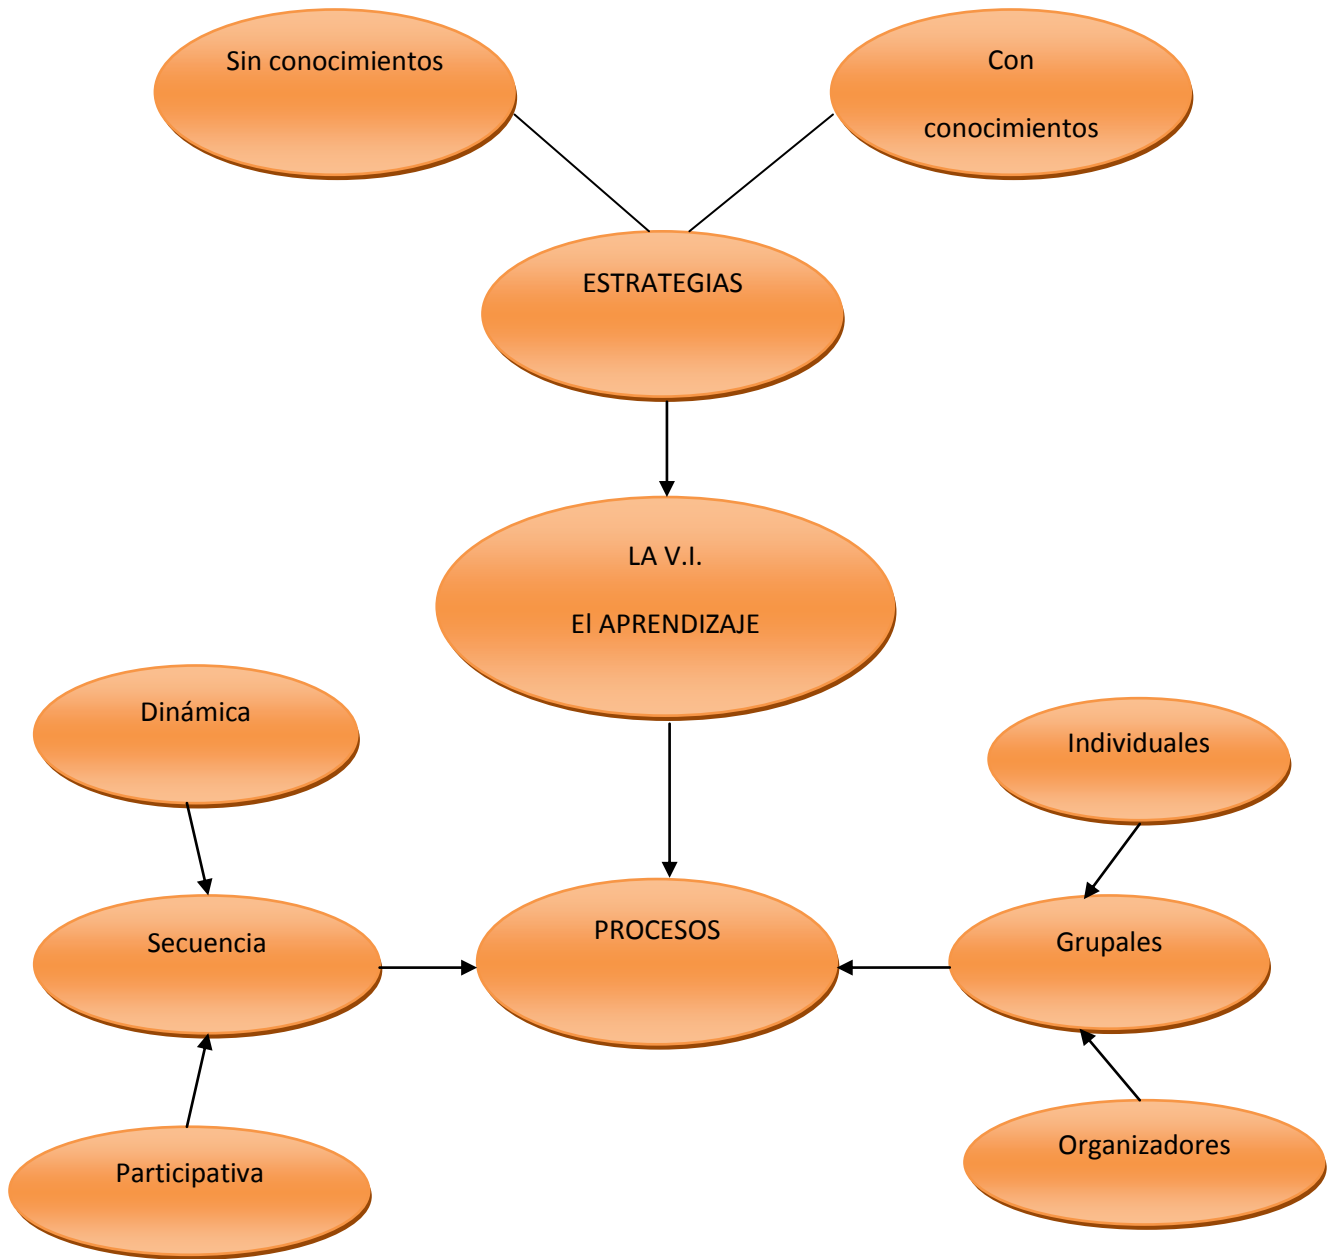 Sin conocimientos
Con
conocimientos
ESTRATEGIAS
LA V.I.
El APRENDIZAJE
Dinámica
Individuales
Secuencia
PROCESOS
Grupales
Participativa
Organizadores